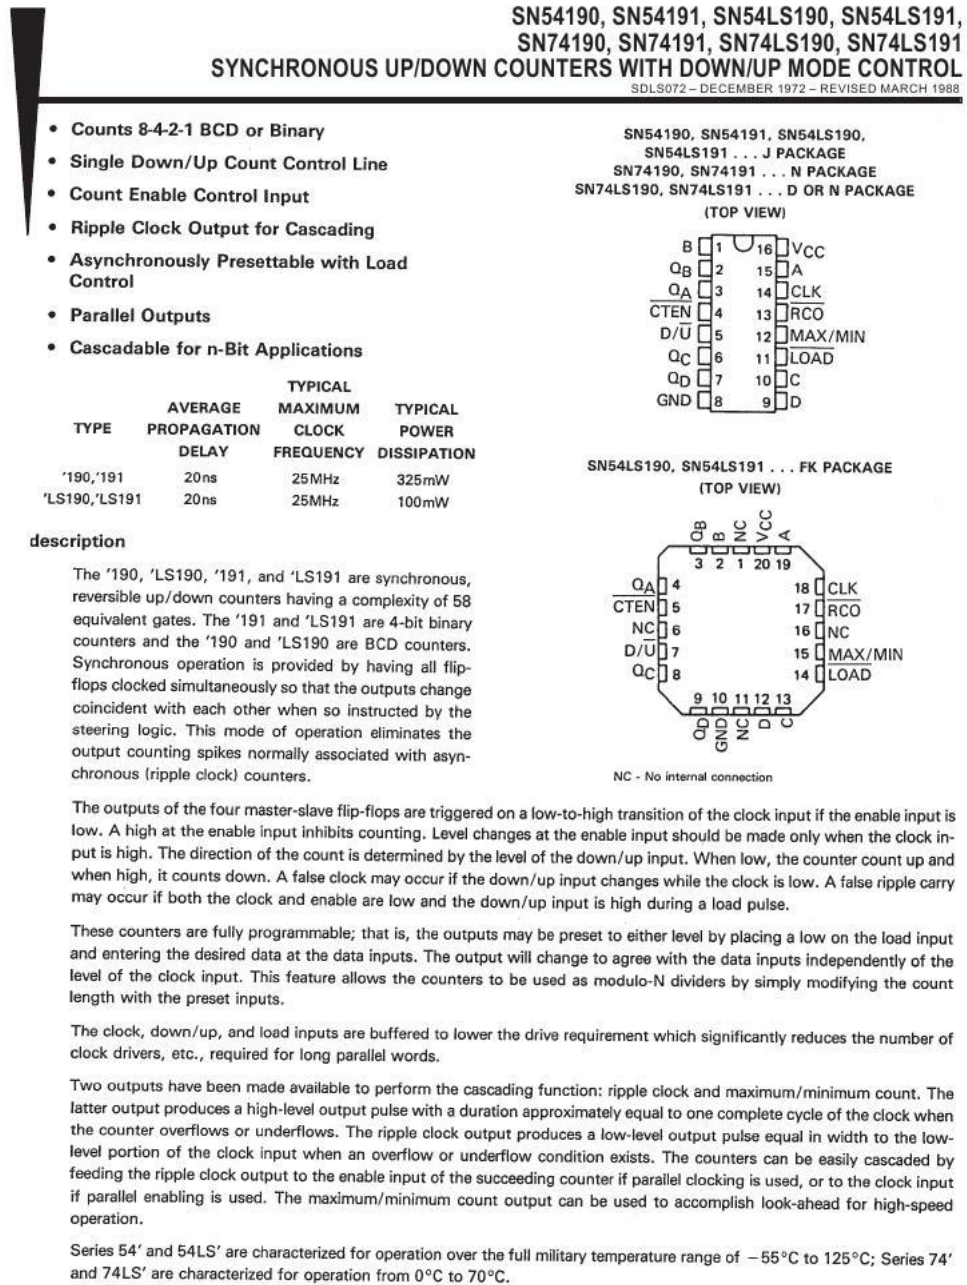 SN54190, SN54191, SN54LS190, SN54LS191,
SN74190, SN74191, SN74LS190, SN74LS191
SYNCHRONOUS UP/DOWN COUNTERS WITH DOWN/UP MODE CONTROL
SDLS072 – DECEMBER 1972 – REVISED MARCH 1988
• Counts 8-4-2-1 BCD or Binary
• Single Down/Up Count Control Line
• Count Enable Control Input
• Ripple Clock Output for Cascading
• Asynchronously Presettable with Load
Control
• Parallel Outputs
• Cascadable for n-Bit Applications
TYPICAL
AVERAGE MAXIMUM TYPICAL
TYPE PROPAGATION CLOCK POWER
DELAY FREQUENCY DISSIPATION
'190,'191 20ns 25MHz 325mW
'LS190,'LS191 20ns 25MHz 100mW
description
The '190, 'LS190, '191, and 'LS191 are synchronous,
reversible up/down counters having a complexity of 58
equivalent gates. The '191 and 'LS191 are 4-bit binary
counters and the '190 and 'LS190 are BCD counters.
Synchronous operation is provided by having all flip-
flops clocked simultaneously so that the outputs change
coincident with each other when so instructed by the
steering logic. This mode of operation eliminates the
output counting spikes normally associated with asyn-
chronous (ripple clock) counters.
SN54190, SN54191, SN54LS190,
SN54LS191 . . . J PACKAGE
SN74190, SN74191 . . . N PACKAGE
SN74LS190, SN74LS191 . . . D OR N PACKAGE
(TOP VIEW)
B 1 16 VCC
QB 2 15 A
QA 3 14 CLK
C̅T̅E̅N̅ 4 13 R̅C̅O̅
D/U̅ 5 12 MAX/MIN
QC 6 11 L̅O̅A̅D̅
QD 7 10 C
GND 8 9 D
SN54LS190, SN54LS191 . . . FK PACKAGE
(TOP VIEW)
QB B NC VCC A
3 2 1 20 19
QA 4 18 CLK
C̅T̅E̅N̅ 5 17 R̅C̅O̅
NC 6 16 NC
D/U̅ 7 15 MAX/MIN
QC 8 14 L̅O̅A̅D̅
9 10 11 12 13
QD GND NC D C
NC - No internal connection
The outputs of the four master-slave flip-flops are triggered on a low-to-high transition of the clock input if the enable input is
low. A high at the enable input inhibits counting. Level changes at the enable input should be made only when the clock in-
put is high. The direction of the count is determined by the level of the down/up input. When low, the counter count up and
when high, it counts down. A false clock may occur if the down/up input changes while the clock is low. A false ripple carry
may occur if both the clock and enable are low and the down/up input is high during a load pulse.
These counters are fully programmable; that is, the outputs may be preset to either level by placing a low on the load input
and entering the desired data at the data inputs. The output will change to agree with the data inputs independently of the
level of the clock input. This feature allows the counters to be used as modulo-N dividers by simply modifying the count
length with the preset inputs.
The clock, down/up, and load inputs are buffered to lower the drive requirement which significantly reduces the number of
clock drivers, etc., required for long parallel words.
Two outputs have been made available to perform the cascading function: ripple clock and maximum/minimum count. The
latter output produces a high-level output pulse with a duration approximately equal to one complete cycle of the clock when
the counter overflows or underflows. The ripple clock output produces a low-level output pulse equal in width to the low-
level portion of the clock input when an overflow or underflow condition exists. The counters can be easily cascaded by
feeding the ripple clock output to the enable input of the succeeding counter if parallel clocking is used, or to the clock input
if parallel enabling is used. The maximum/minimum count output can be used to accomplish look-ahead for high-speed
operation.
Series 54' and 54LS' are characterized for operation over the full military temperature range of −55°C to 125°C; Series 74'
and 74LS' are characterized for operation from 0°C to 70°C.